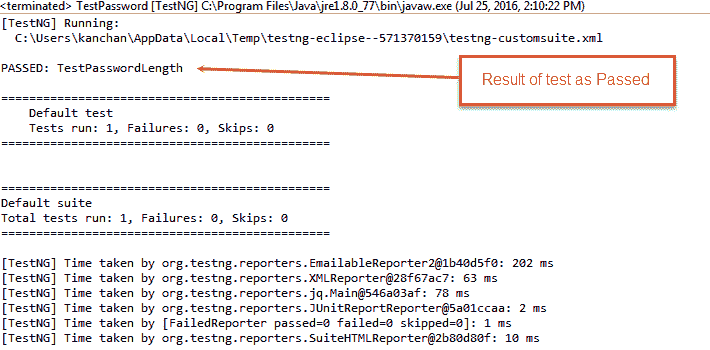 <terminated> TestPassword [TestNG] C:\Program Files\Java\jre1.8.0_77\bin\javaw.exe (Jul 25, 2016, 2:10:22 PM)
[TestNG] Running:
C:\Users\kanchan\AppData\Local\Temp\testng-eclipse--571370159\testng-customsuite.xml
PASSED: TestPasswordLength
Result of test as Passed
===============================================
Default test
Tests run: 1, Failures: 0, Skips: 0
===============================================
===============================================
Default suite
Total tests run: 1, Failures: 0, Skips: 0
===============================================
[TestNG] Time taken by org.testng.reporters.EmailableReporter2@1b40d5f0: 202 ms
[TestNG] Time taken by org.testng.reporters.XMLReporter@28f67ac7: 63 ms
[TestNG] Time taken by org.testng.reporters.jq.Main@546a03af: 78 ms
[TestNG] Time taken by org.testng.reporters.JUnitReportReporter@5a01ccaa: 2 ms
[TestNG] Time taken by [FailedReporter passed=0 failed=0 skipped=0]: 1 ms
[TestNG] Time taken by org.testng.reporters.SuiteHTMLReporter@2b80d80f: 10 ms